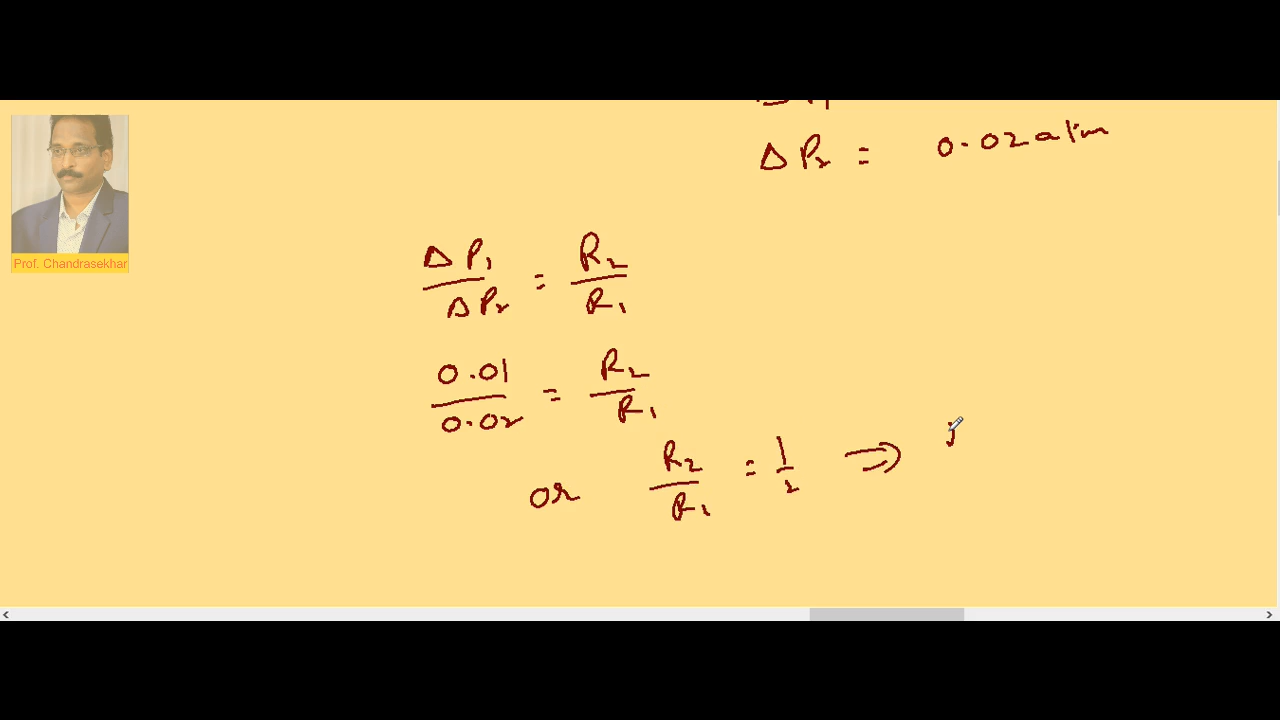 ΔP₂ = 0.02 atm
Prof. Chandrasekhar
ΔP₁/ΔP₂ = R₂/R₁
0.01/0.02 = R₂/R₁
or R₂/R₁ = 1/2 ⇒